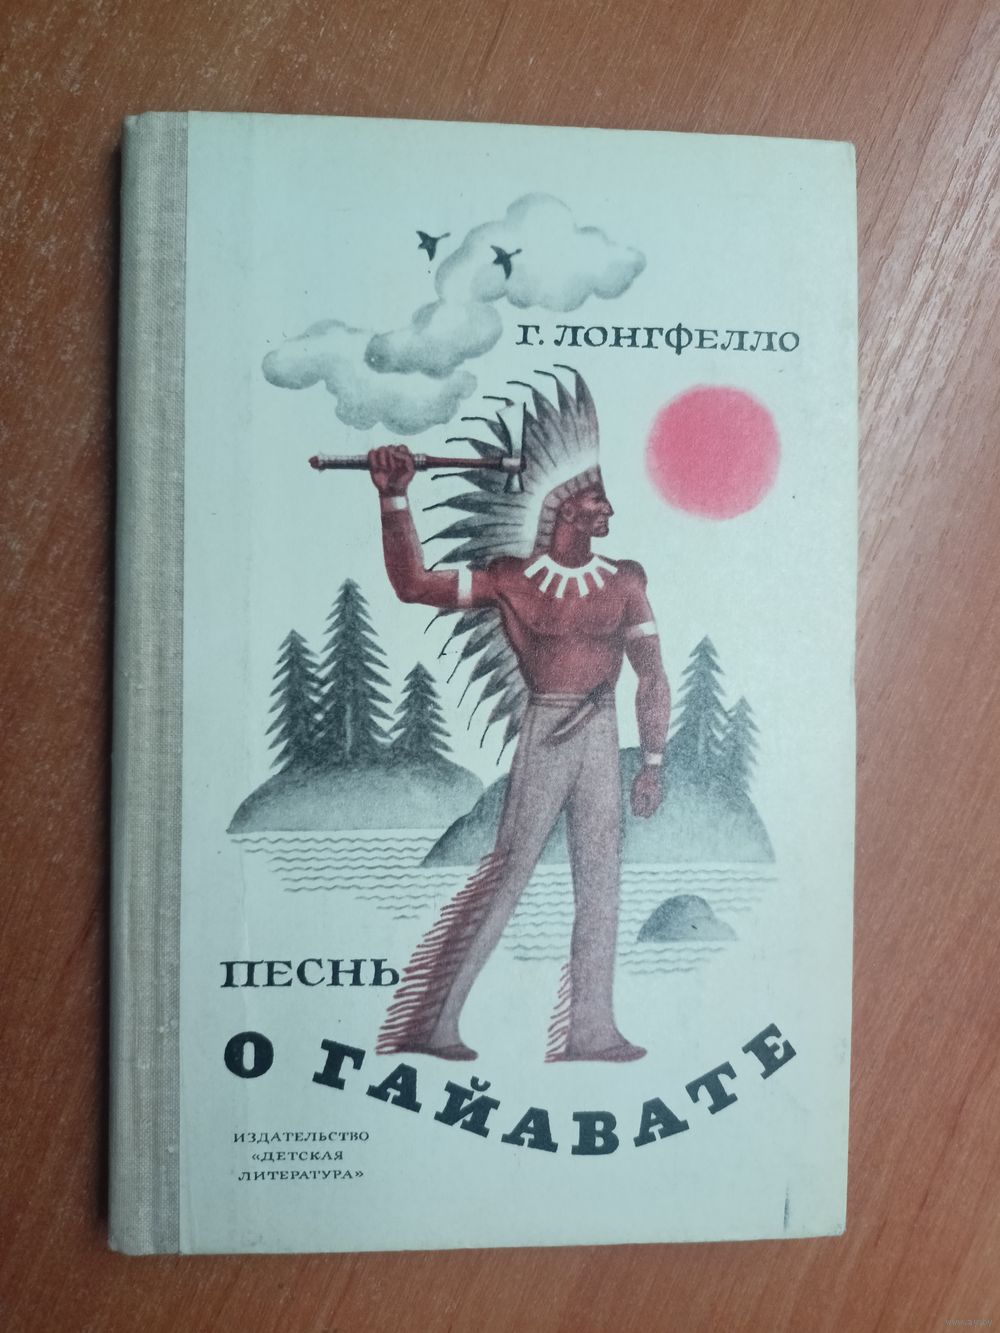 Г. ЛОНГФЕЛЛО
ПЕСНЬ
О ГАЙАВАТЕ
ИЗДАТЕЛЬСТВО
«ДЕТСКАЯ
ЛИТЕРАТУРА»